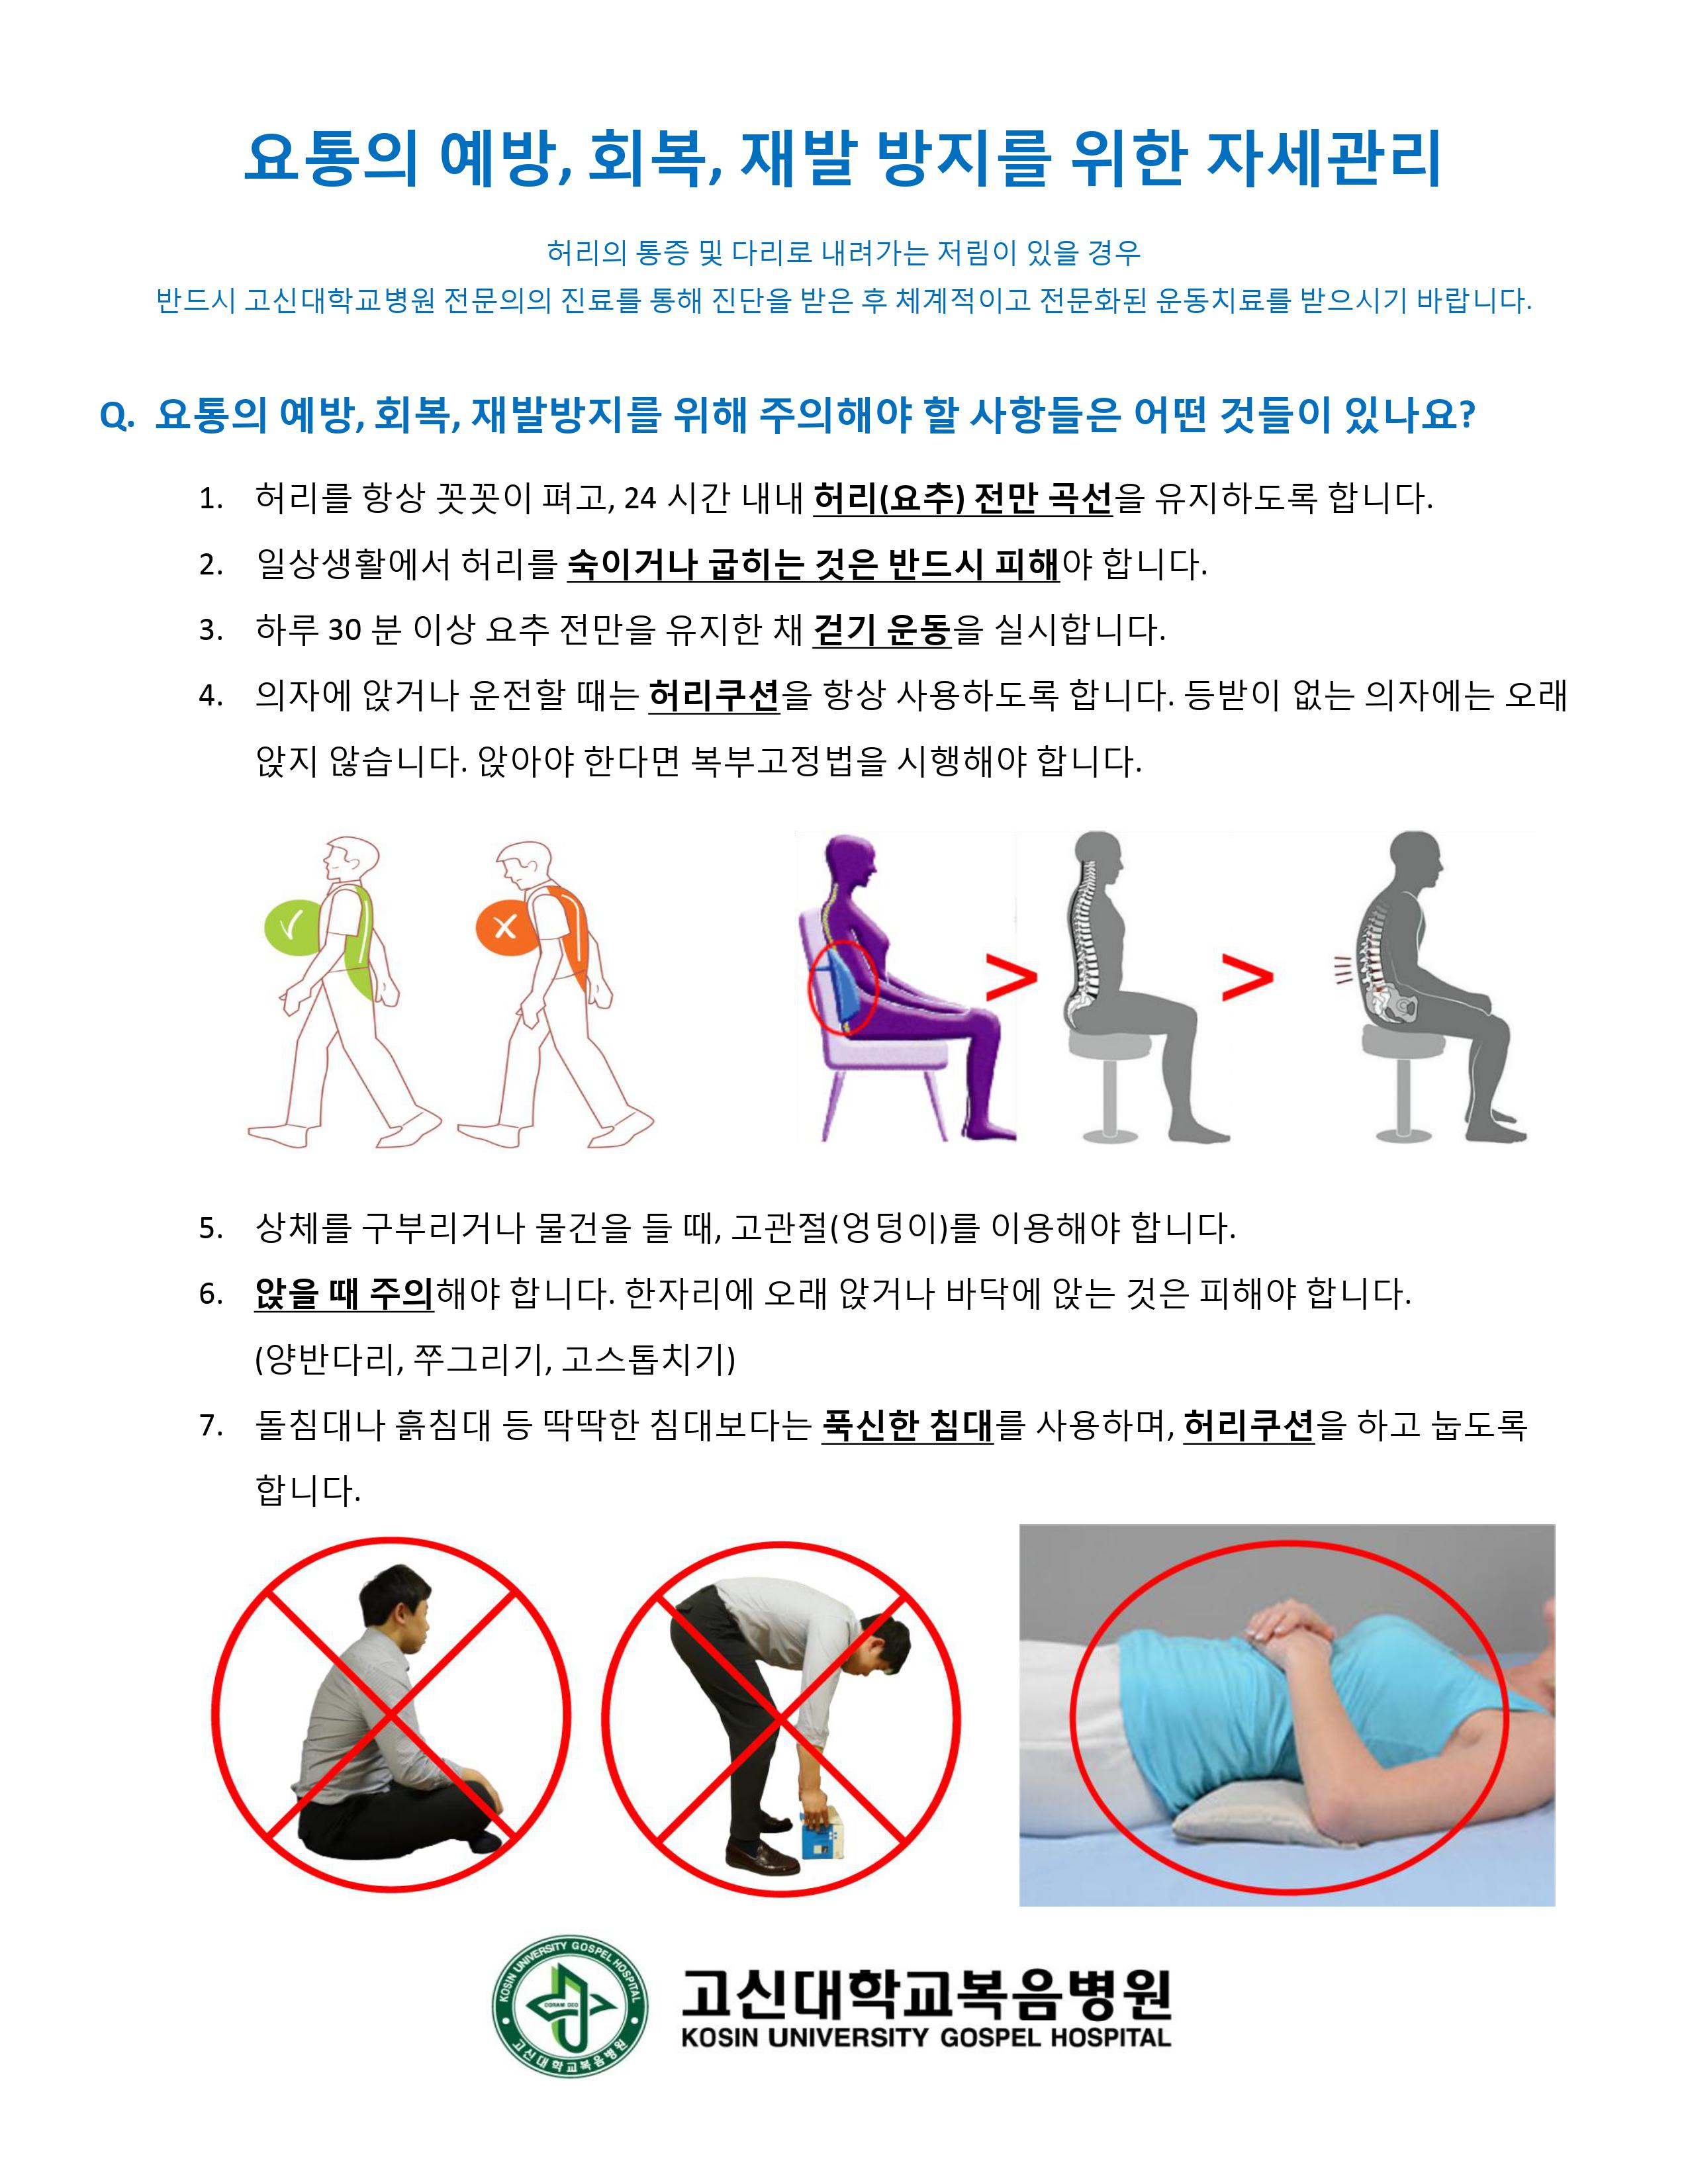 요통의 예방, 회복, 재발 방지를 위한 자세관리
허리의 통증 및 다리로 내려가는 저림이 있을 경우
반드시 고신대학교병원 전문의의 진료를 통해 진단을 받은 후 체계적이고 전문화된 운동치료를 받으시기 바랍니다.
Q. 요통의 예방, 회복, 재발방지를 위해 주의해야 할 사항들은 어떤 것들이 있나요?
1. 허리를 항상 꼿꼿이 펴고, 24 시간 내내 허리(요추) 전만 곡선을 유지하도록 합니다.
2. 일상생활에서 허리를 숙이거나 굽히는 것은 반드시 피해야 합니다.
3. 하루 30 분 이상 요추 전만을 유지한 채 걷기 운동을 실시합니다.
4. 의자에 앉거나 운전할 때는 허리쿠션을 항상 사용하도록 합니다. 등받이 없는 의자에는 오래
앉지 않습니다. 앉아야 한다면 복부고정법을 시행해야 합니다.
> >
5. 상체를 구부리거나 물건을 들 때, 고관절(엉덩이)를 이용해야 합니다.
6. 앉을 때 주의해야 합니다. 한자리에 오래 앉거나 바닥에 앉는 것은 피해야 합니다.
(양반다리, 쭈그리기, 고스톱치기)
7. 돌침대나 흙침대 등 딱딱한 침대보다는 푹신한 침대를 사용하며, 허리쿠션을 하고 눕도록
합니다.
KOSIN UNIVERSITY GOSPEL HOSPITAL
CORAM DEO
고신대학교복음병원
고신대학교복음병원
KOSIN UNIVERSITY GOSPEL HOSPITAL